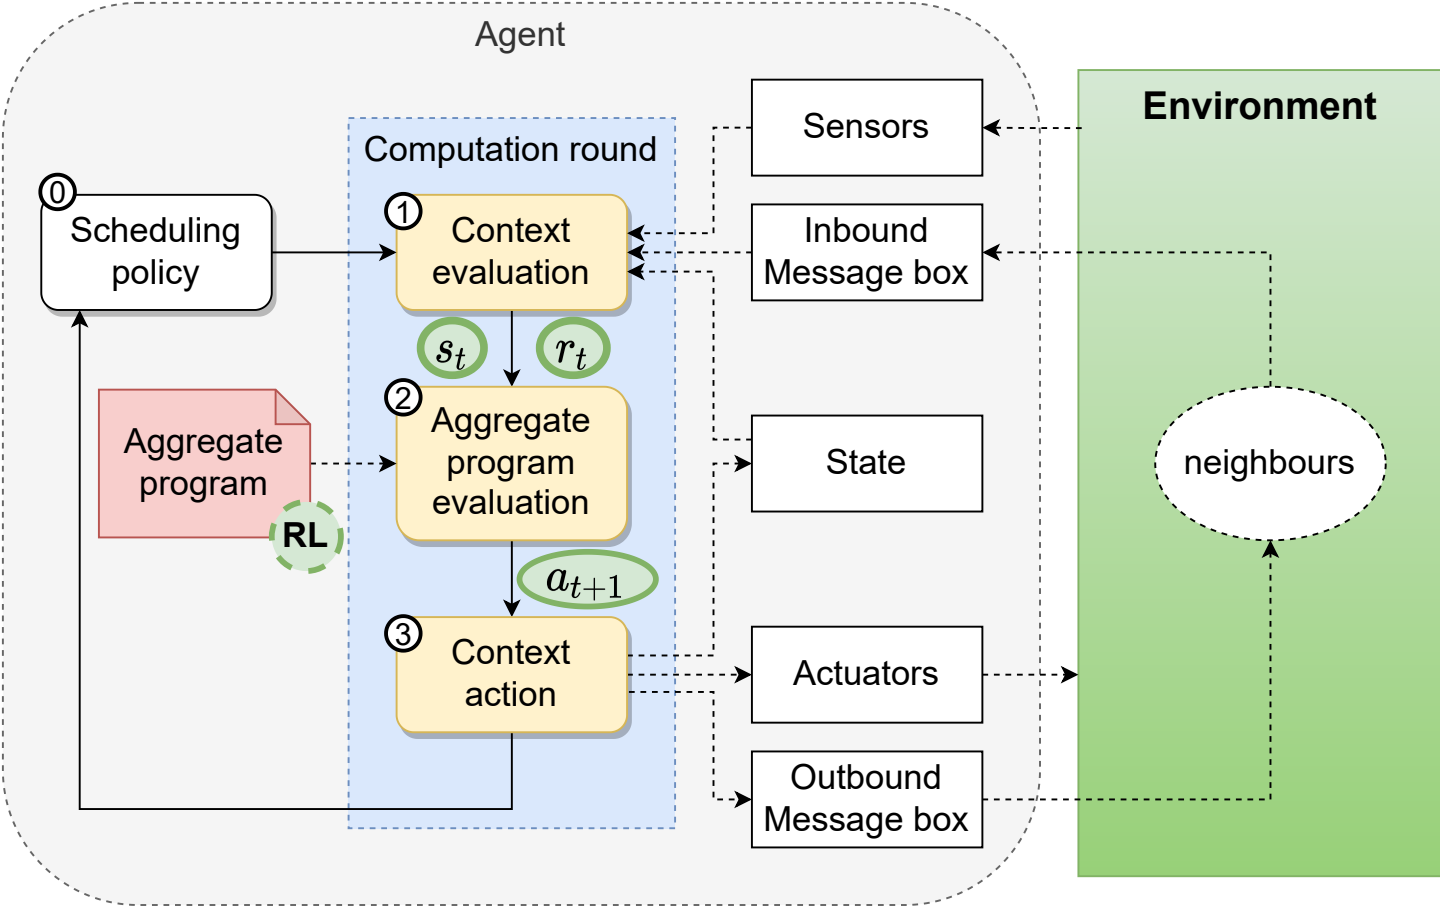 Agent
Environment
Sensors
Computation round
0
Scheduling
policy
1
Context
evaluation
Inbound
Message box
s_t
r_t
2
Aggregate
program
evaluation
Aggregate
program
RL
State
neighbours
a_{t+1}
3
Context
action
Actuators
Outbound
Message box